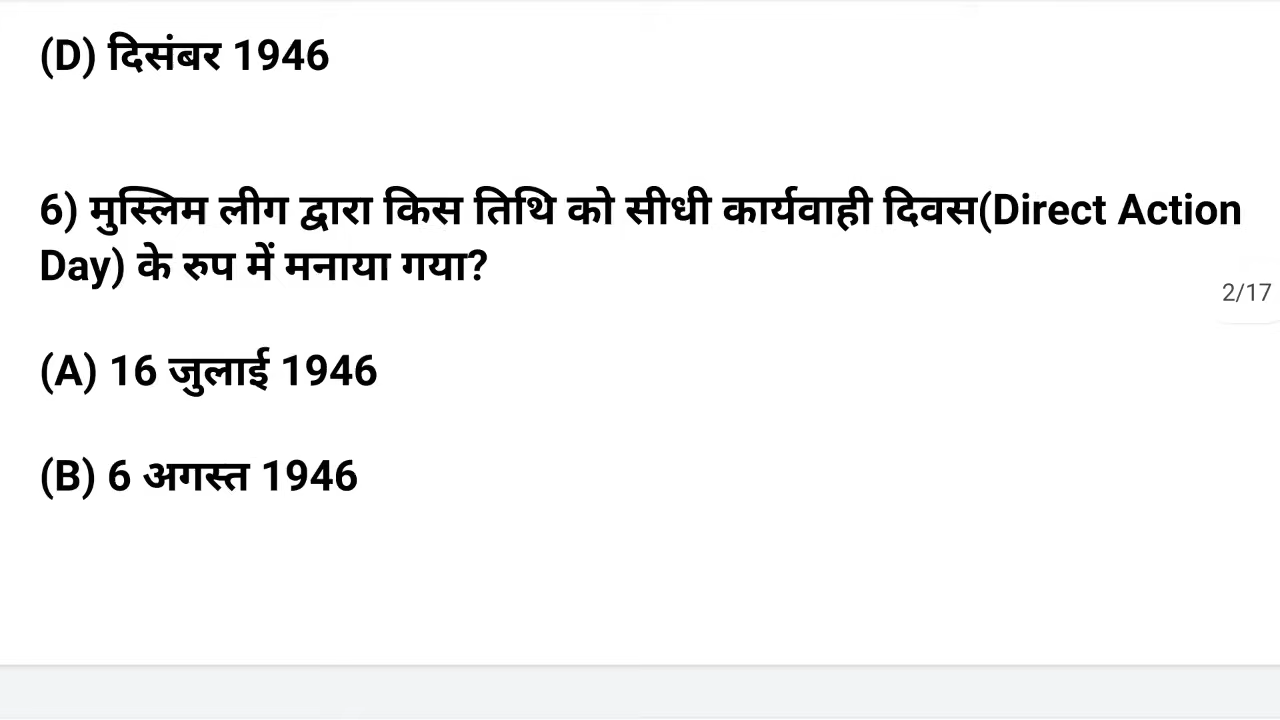 (D) दिसंबर 1946
6) मुस्लिम लीग द्वारा किस तिथि को सीधी कार्यवाही दिवस(Direct Action
Day) के रुप में मनाया गया?
2/17
(A) 16 जुलाई 1946
(B) 6 अगस्त 1946